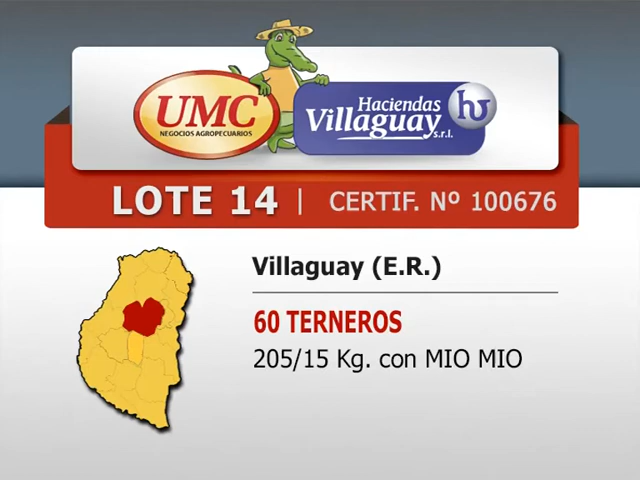 UMC
NEGOCIOS AGROPECUARIOS
Haciendas
Villaguay
s.r.l.
hv
LOTE 14 | CERTIF. Nº 100676
Villaguay (E.R.)
60 TERNEROS
205/15 Kg. con MIO MIO